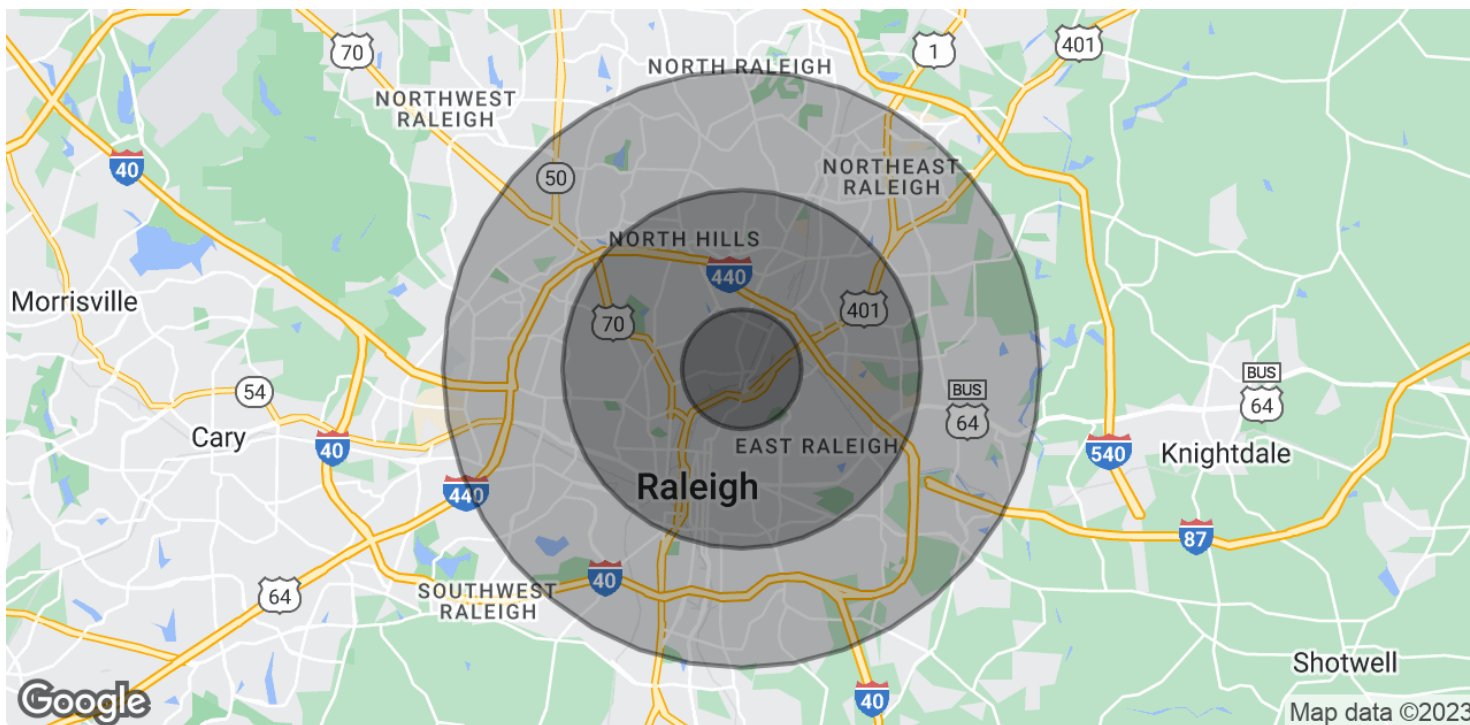 70
NORTH RALEIGH
1
401
NORTHWEST
RALEIGH
40
50
NORTHEAST
RALEIGH
NORTH HILLS
440
Morrisville
70
401
54
BUS
64
BUS
64
Cary
40
EAST RALEIGH
540
Knightdale
440
Raleigh
87
40
64
SOUTHWEST
RALEIGH
Shotwell
40
Google
Map data ©2023